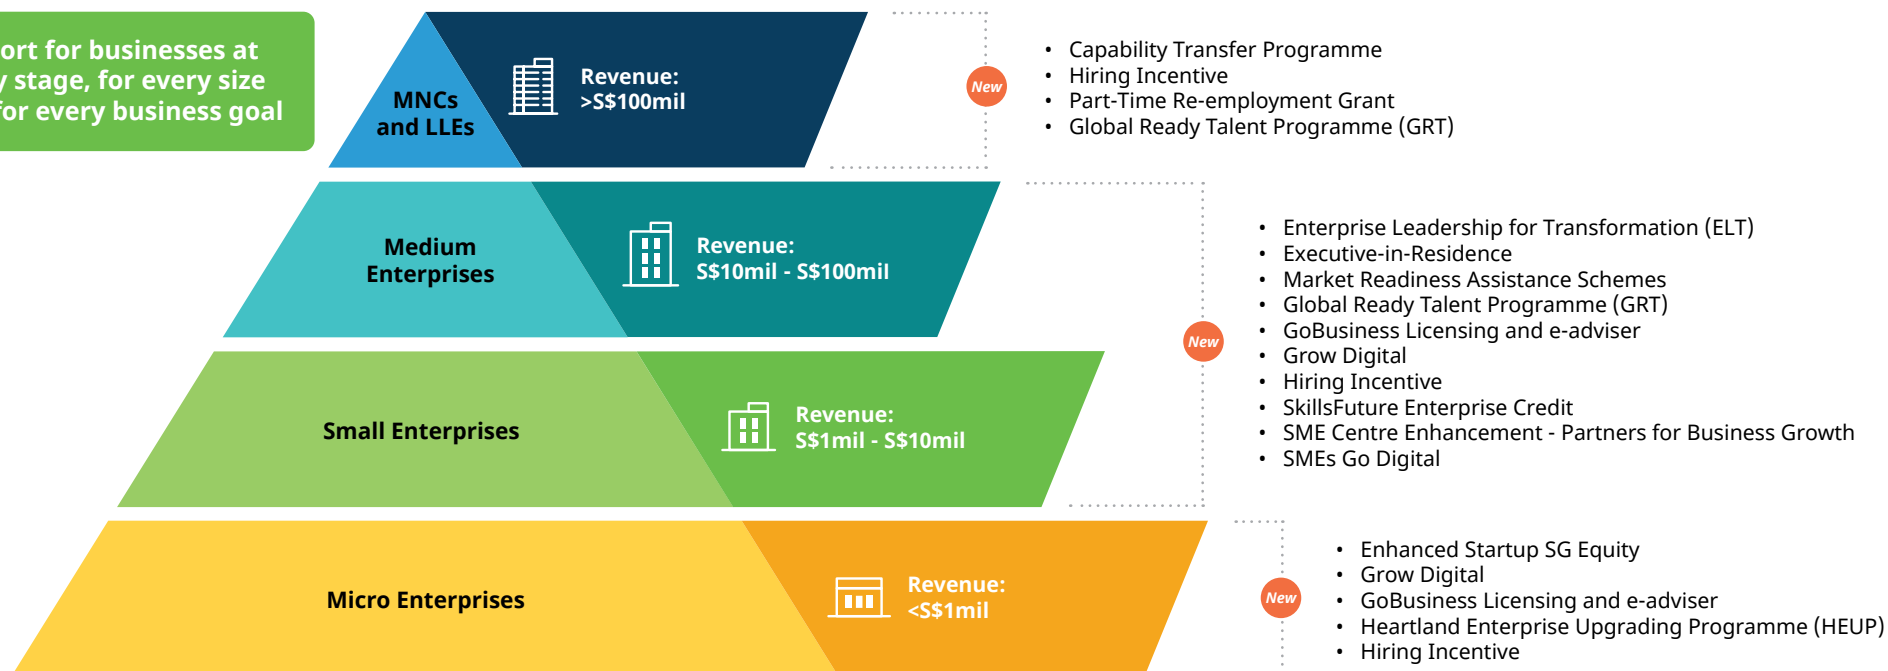 ort for businesses at
y stage, for every size
for every business goal
MNCs
and LLEs
Revenue:
>S$100mil
New
• Capability Transfer Programme
• Hiring Incentive
• Part-Time Re-employment Grant
• Global Ready Talent Programme (GRT)
Medium
Enterprises
Revenue:
S$10mil - S$100mil
Small Enterprises
Revenue:
S$1mil - S$10mil
New
• Enterprise Leadership for Transformation (ELT)
• Executive-in-Residence
• Market Readiness Assistance Schemes
• Global Ready Talent Programme (GRT)
• GoBusiness Licensing and e-adviser
• Grow Digital
• Hiring Incentive
• SkillsFuture Enterprise Credit
• SME Centre Enhancement - Partners for Business Growth
• SMEs Go Digital
Micro Enterprises
Revenue:
<S$1mil
New
• Enhanced Startup SG Equity
• Grow Digital
• GoBusiness Licensing and e-adviser
• Heartland Enterprise Upgrading Programme (HEUP)
• Hiring Incentive